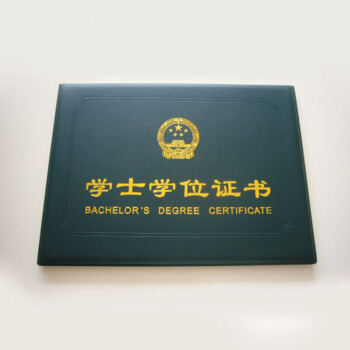 学士学位证书
BACHELOR'S DEGREE CERTIFICATE